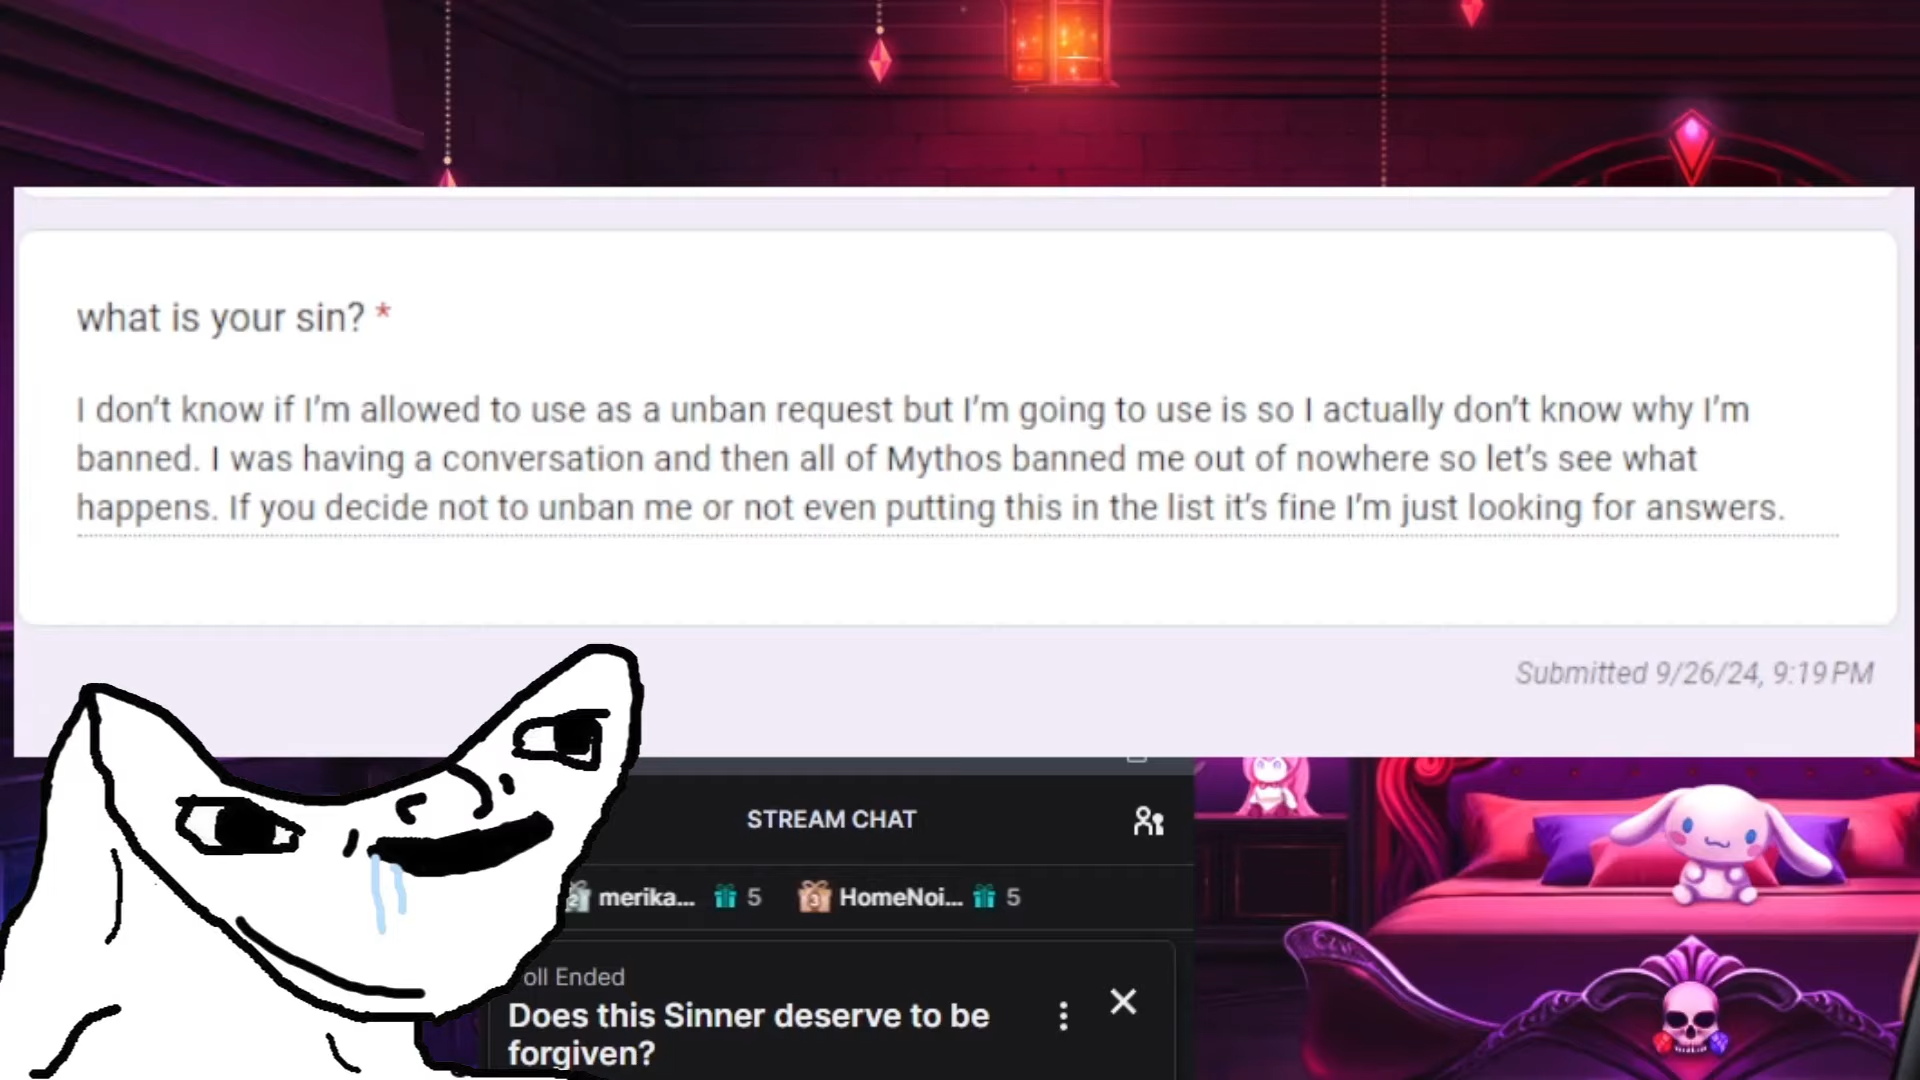 what is your sin? *
I don't know if I'm allowed to use as a unban request but I'm going to use is so I actually don't know why I'm
banned. I was having a conversation and then all of Mythos banned me out of nowhere so let's see what
happens. If you decide not to unban me or not even putting this in the list it's fine I'm just looking for answers.
Submitted 9/26/24, 9:19 PM
STREAM CHAT
2 merika... 5 3 HomeNoi... 5
oll Ended
Does this Sinner deserve to be
forgiven?